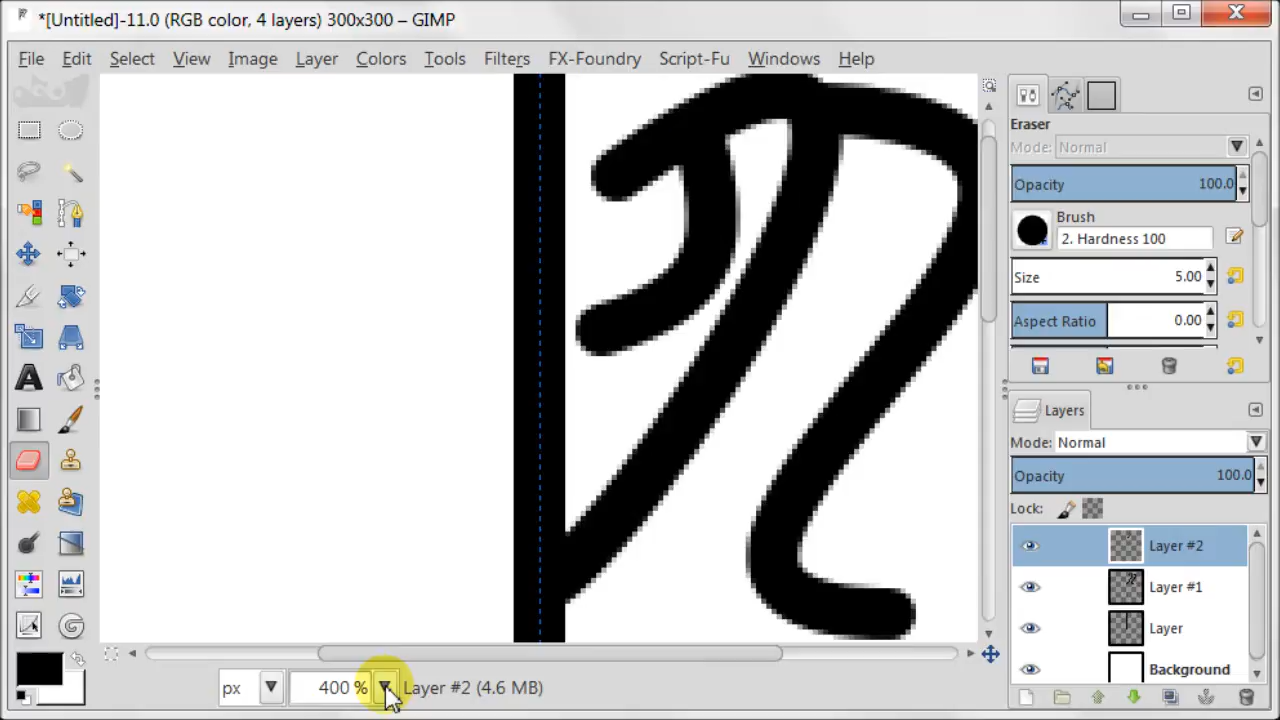 *[Untitled]-11.0 (RGB color, 4 layers) 300x300 – GIMP
File Edit Select View Image Layer Colors Tools Filters FX-Foundry Script-Fu Windows Help
Eraser
Mode: Normal
Opacity 100.0
Brush
2. Hardness 100
Size 5.00
Aspect Ratio 0.00
Layers
Mode: Normal
Opacity 100.0
Lock:
Layer #2
Layer #1
Layer
Background
px 400 % Layer #2 (4.6 MB)